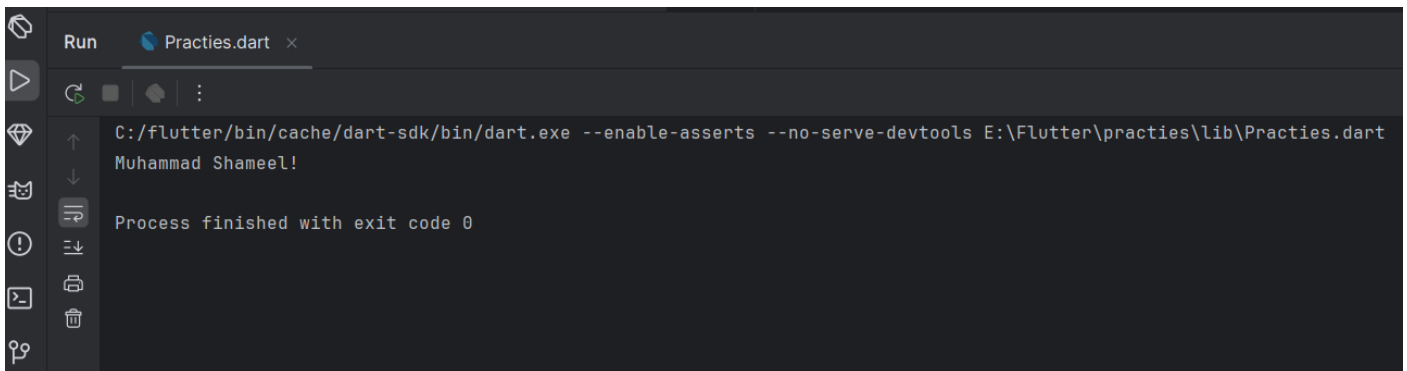 Run Practies.dart
C:/flutter/bin/cache/dart-sdk/bin/dart.exe --enable-asserts --no-serve-devtools E:\Flutter\practies\lib\Practies.dart
Muhammad Shameel!
Process finished with exit code 0